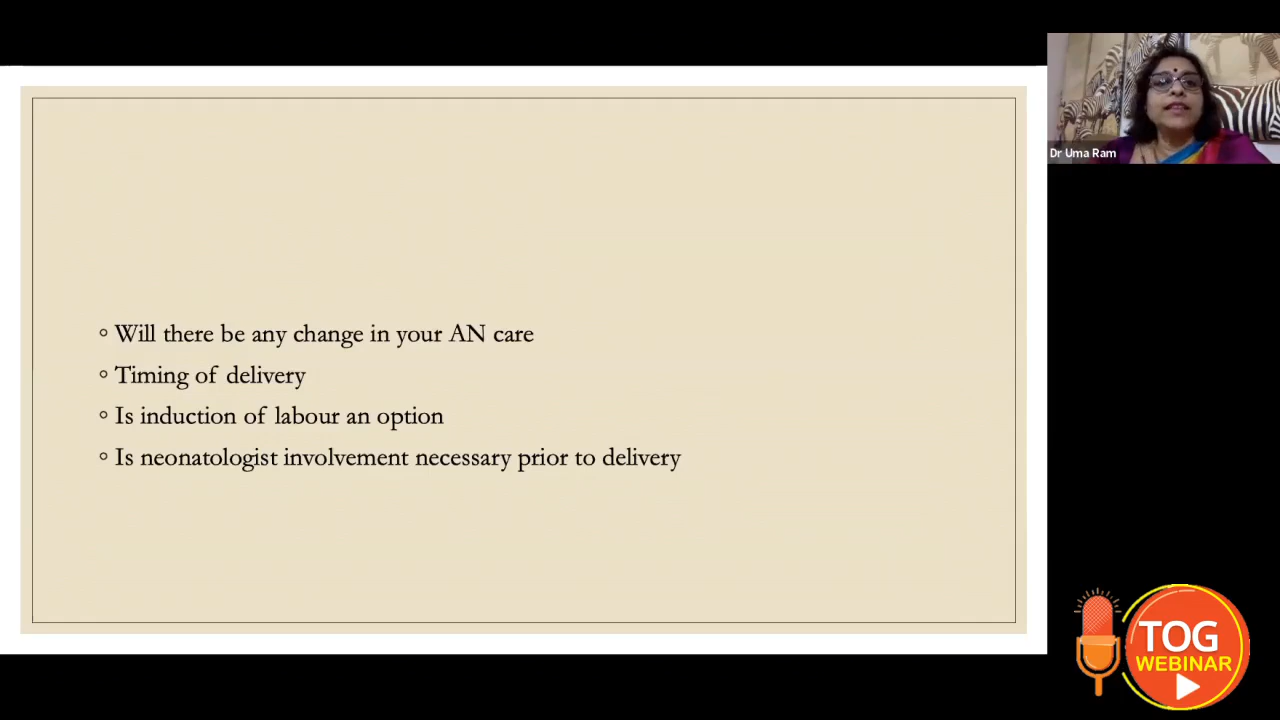 Dr Uma Ram
◦ Will there be any change in your AN care
◦ Timing of delivery
◦ Is induction of labour an option
◦ Is neonatologist involvement necessary prior to delivery
TOG
WEBINAR